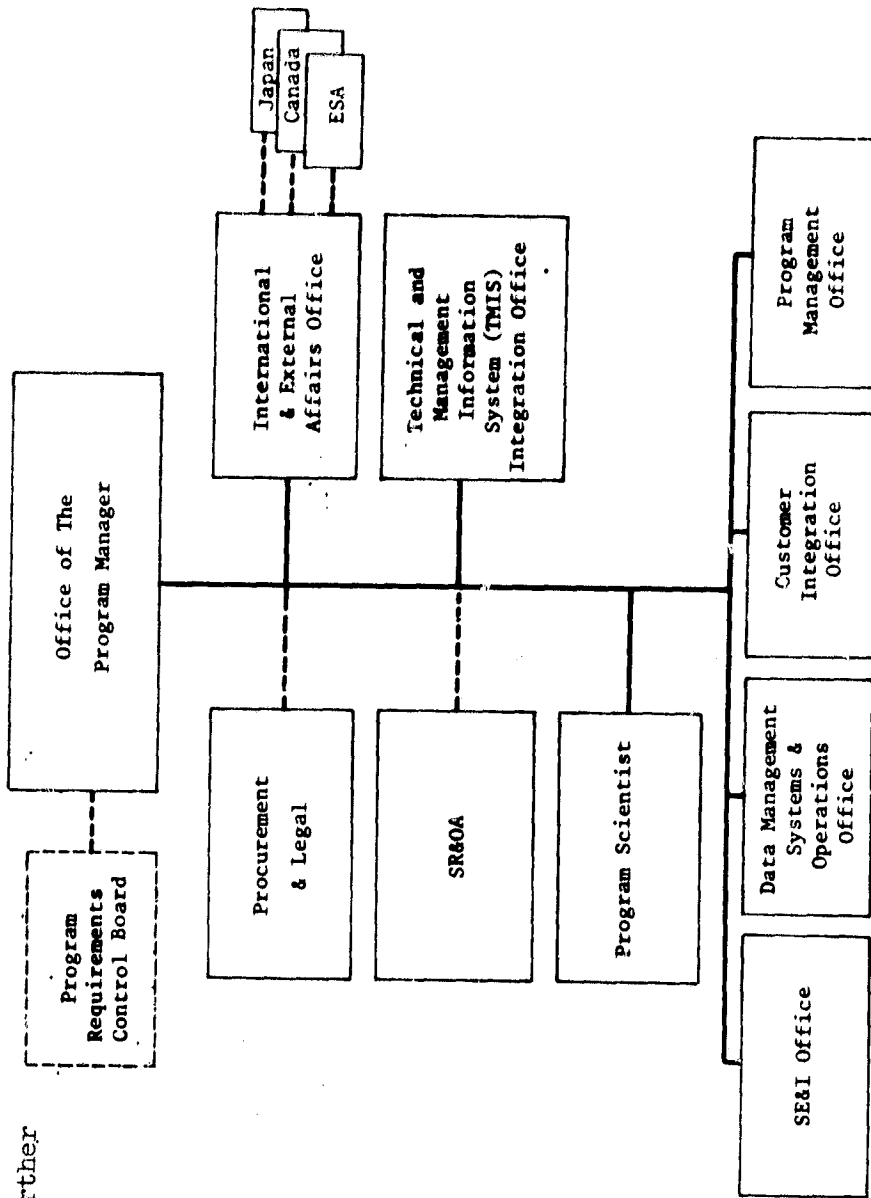 rther
Program
Requirements
Control Board
Office of The
Program Manager
Procurement
& Legal
International
& External
Affairs Office
Japan
Canada
ESA
SR&OA
Technical and
Management
Information
System (TMIS)
Integration Office
Program Scientist
SE&I Office
Data Management
Systems &
Operations
Office
Customer
Integration
Office
Program
Management
Office